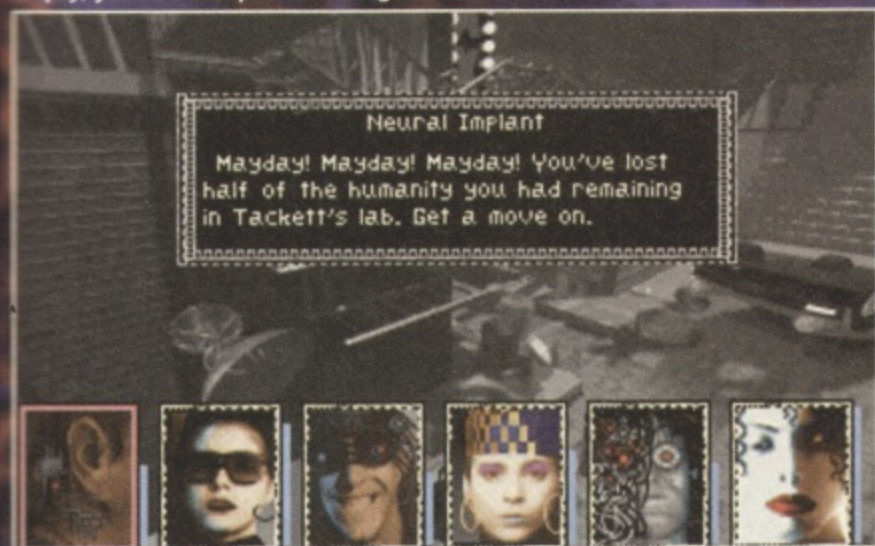 Neural Implant
Mayday! Mayday! Mayday! You've lost
half of the humanity you had remaining
in Tackett's lab. Get a move on.